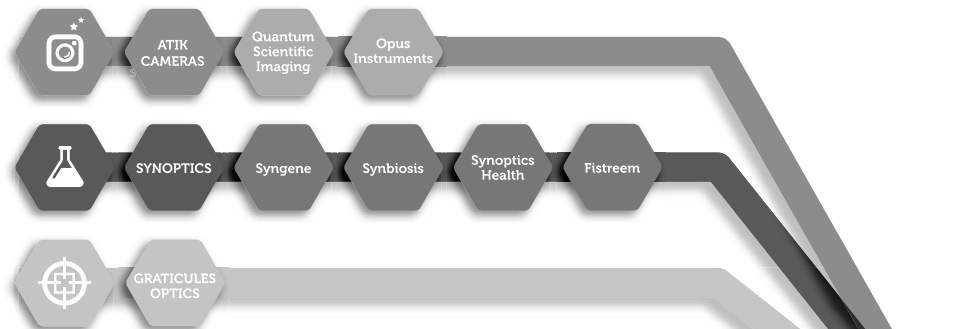 ATIK
CAMERAS
Quantum
Scientific
Imaging
Opus
Instruments
SYNOPTICS
Syngene
Synbiosis
Synoptics
Health
Fistreem
GRATICULES
OPTICS